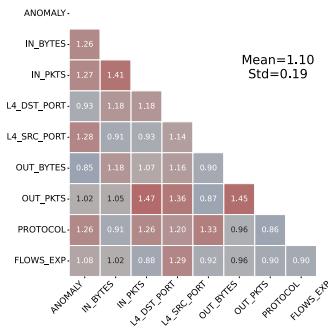 ANOMALY
IN_BYTES 1.26
IN_PKTS 1.27 1.41
Mean=1.10
Std=0.19
L4_DST_PORT 0.93 1.18 1.18
L4_SRC_PORT 1.28 0.91 0.93 1.14
OUT_BYTES 0.85 1.18 1.07 1.16 0.90
OUT_PKTS 1.02 1.05 1.47 1.36 0.87 1.45
PROTOCOL 1.26 0.91 1.26 1.20 1.33 0.96 0.86
FLOWS_EXP 1.08 1.02 0.88 1.29 0.92 0.96 0.90 0.90
ANOMALY IN_BYTES IN_PKTS L4_DST_PORT L4_SRC_PORT OUT_BYTES OUT_PKTS PROTOCOL FLOWS_EXP